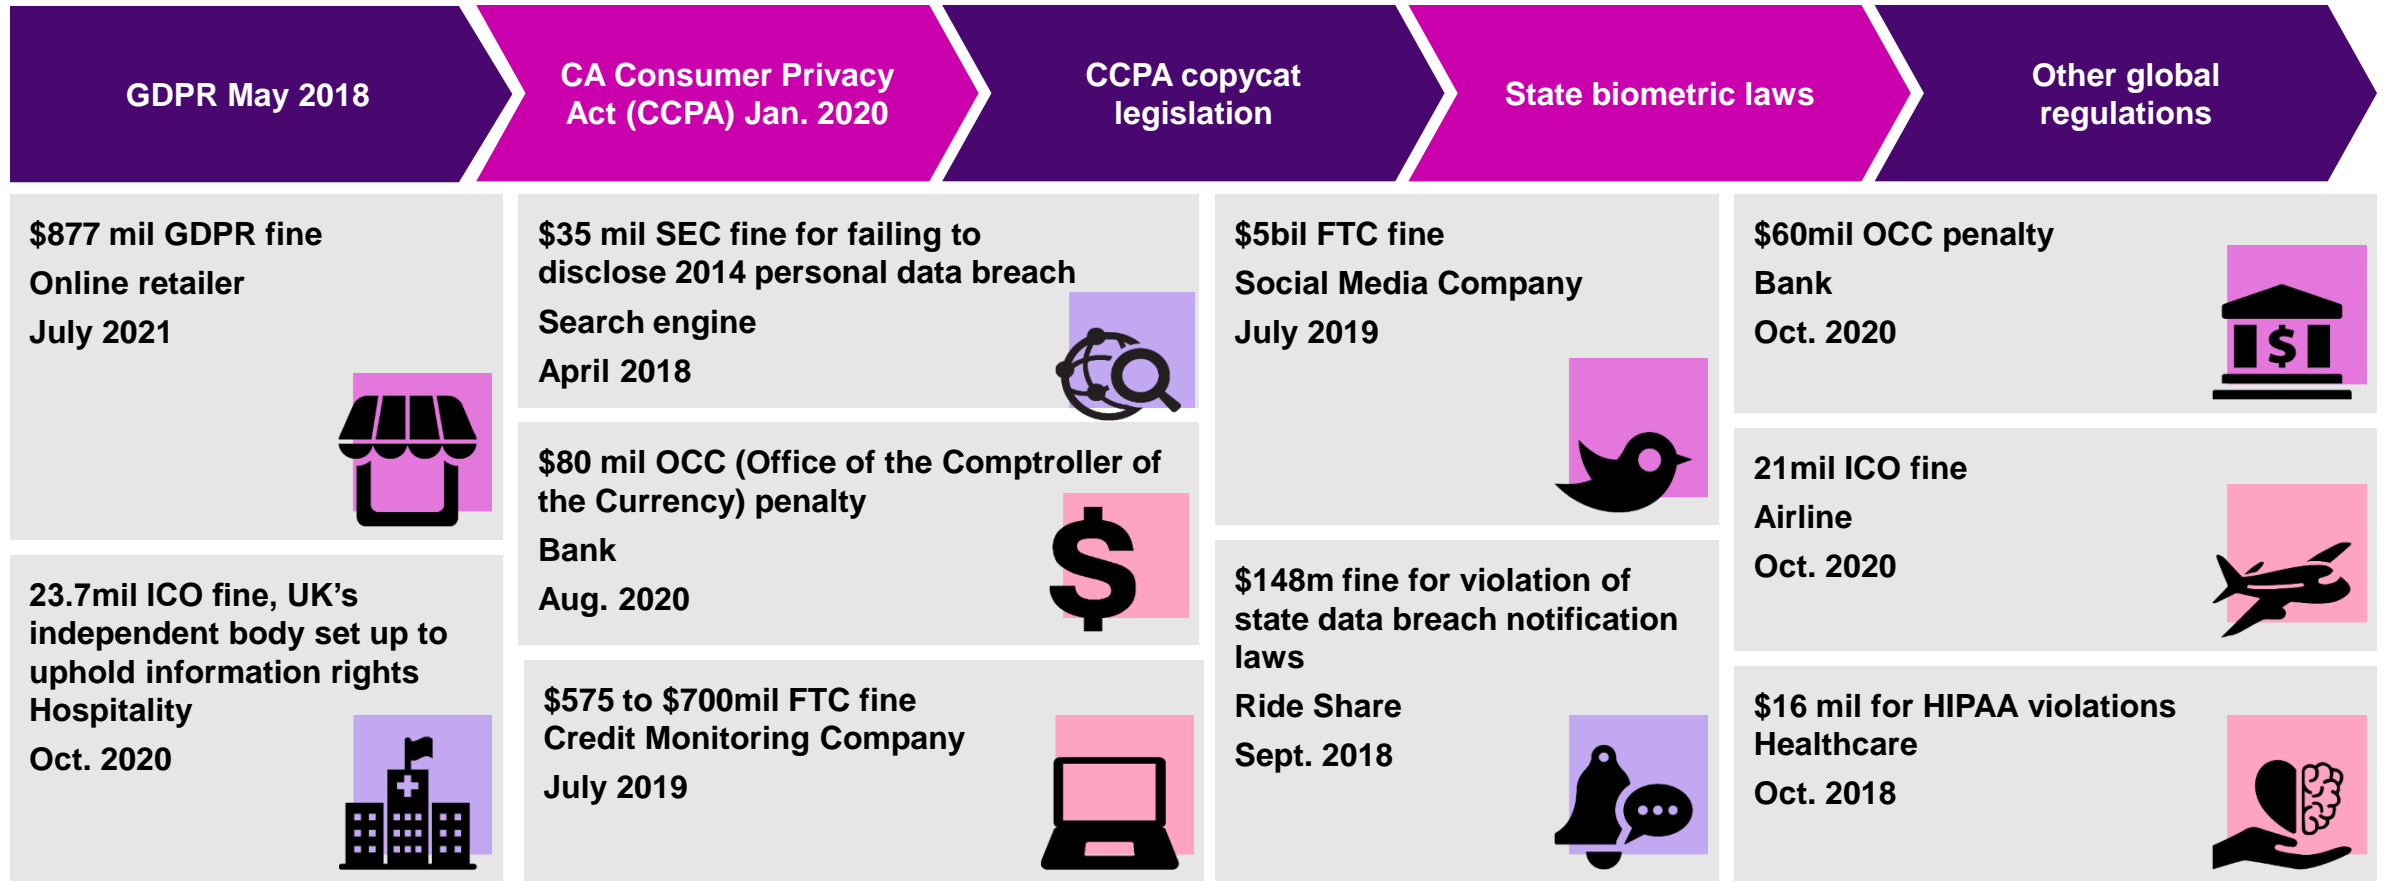 GDPR May 2018
CA Consumer Privacy
Act (CCPA) Jan. 2020
CCPA copycat
legislation
State biometric laws
Other global
regulations
$877 mil GDPR fine
Online retailer
July 2021
23.7mil ICO fine, UK’s
independent body set up to
uphold information rights
Hospitality
Oct. 2020
$35 mil SEC fine for failing to
disclose 2014 personal data breach
Search engine
April 2018
$80 mil OCC (Office of the Comptroller of
the Currency) penalty
Bank
Aug. 2020
$575 to $700mil FTC fine
Credit Monitoring Company
July 2019
$5bil FTC fine
Social Media Company
July 2019
$148m fine for violation of
state data breach notification
laws
Ride Share
Sept. 2018
$60mil OCC penalty
Bank
Oct. 2020
21mil ICO fine
Airline
Oct. 2020
$16 mil for HIPAA violations
Healthcare
Oct. 2018